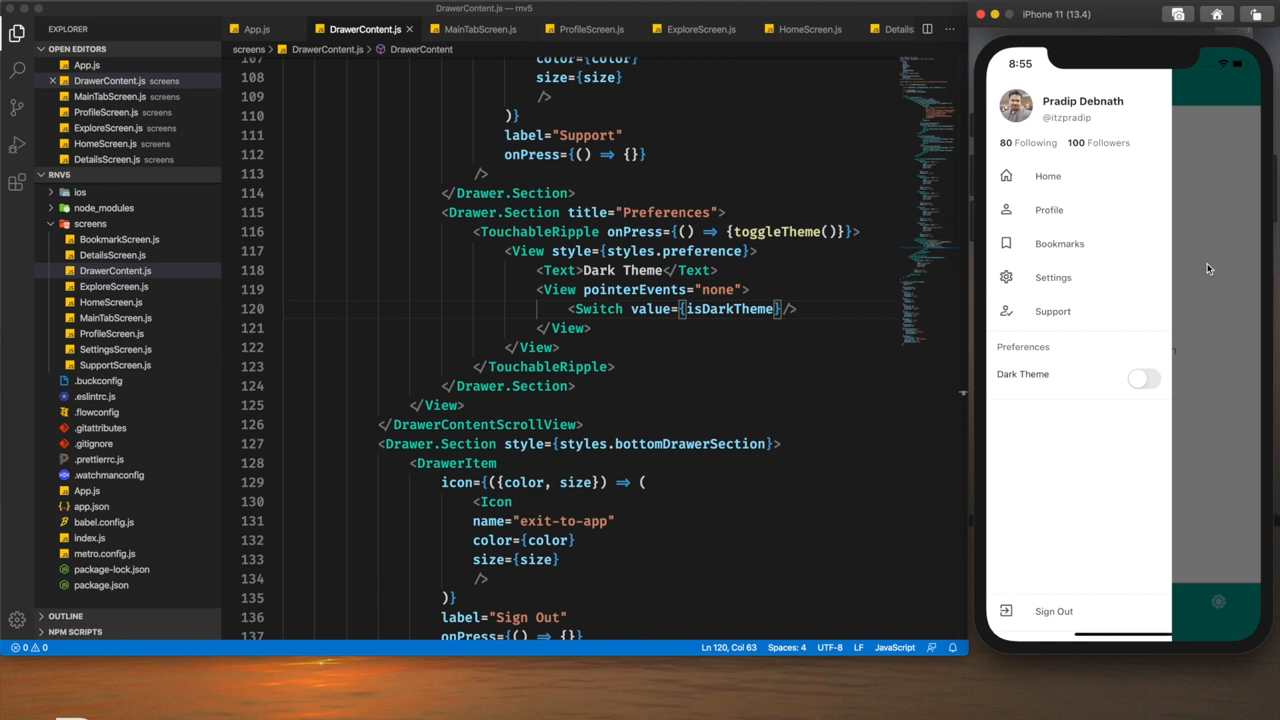 DrawerContent.js — rnv5
EXPLORER
OPEN EDITORS
App.js
DrawerContent.js screens
MainTabScreen.js screens
ProfileScreen.js screens
ExploreScreen.js screens
HomeScreen.js screens
DetailsScreen.js screens
RNV5
ios
node_modules
screens
BookmarkScreen.js
DetailsScreen.js
DrawerContent.js
ExploreScreen.js
HomeScreen.js
MainTabScreen.js
ProfileScreen.js
SettingsScreen.js
SupportScreen.js
.buckconfig
.eslintrc.js
.flowconfig
.gitattributes
.gitignore
.prettierrc.js
.watchmanconfig
App.js
app.json
babel.config.js
index.js
metro.config.js
package-lock.json
package.json
OUTLINE
NPM SCRIPTS
App.js DrawerContent.js MainTabScreen.js ProfileScreen.js ExploreScreen.js HomeScreen.js Details
screens > DrawerContent.js > DrawerContent
107 color={color}
108 size={size}
109 />
110 )}
111 label="Support"
112 onPress={() => {}}
113 />
114 </Drawer.Section>
115 <Drawer.Section title="Preferences">
116 <TouchableRipple onPress={() => {toggleTheme()}}>
117 <View style={styles.preference}>
118 <Text>Dark Theme</Text>
119 <View pointerEvents="none">
120 <Switch value={isDarkTheme}/>
121 </View>
122 </View>
123 </TouchableRipple>
124 </Drawer.Section>
125 </View>
126 </DrawerContentScrollView>
127 <Drawer.Section style={styles.bottomDrawerSection}>
128 <DrawerItem
129 icon={({color, size}) => (
130 <Icon
131 name="exit-to-app"
132 color={color}
133 size={size}
134 />
135 )}
136 label="Sign Out"
137 onPress={() => {}}
0 0 Ln 120, Col 63 Spaces: 4 UTF-8 LF JavaScript
iPhone 11 (13.4)
8:55
Pradip Debnath
@itzpradip
80 Following 100 Followers
Home
Profile
Bookmarks
Settings
Support
Preferences
Dark Theme
Sign Out